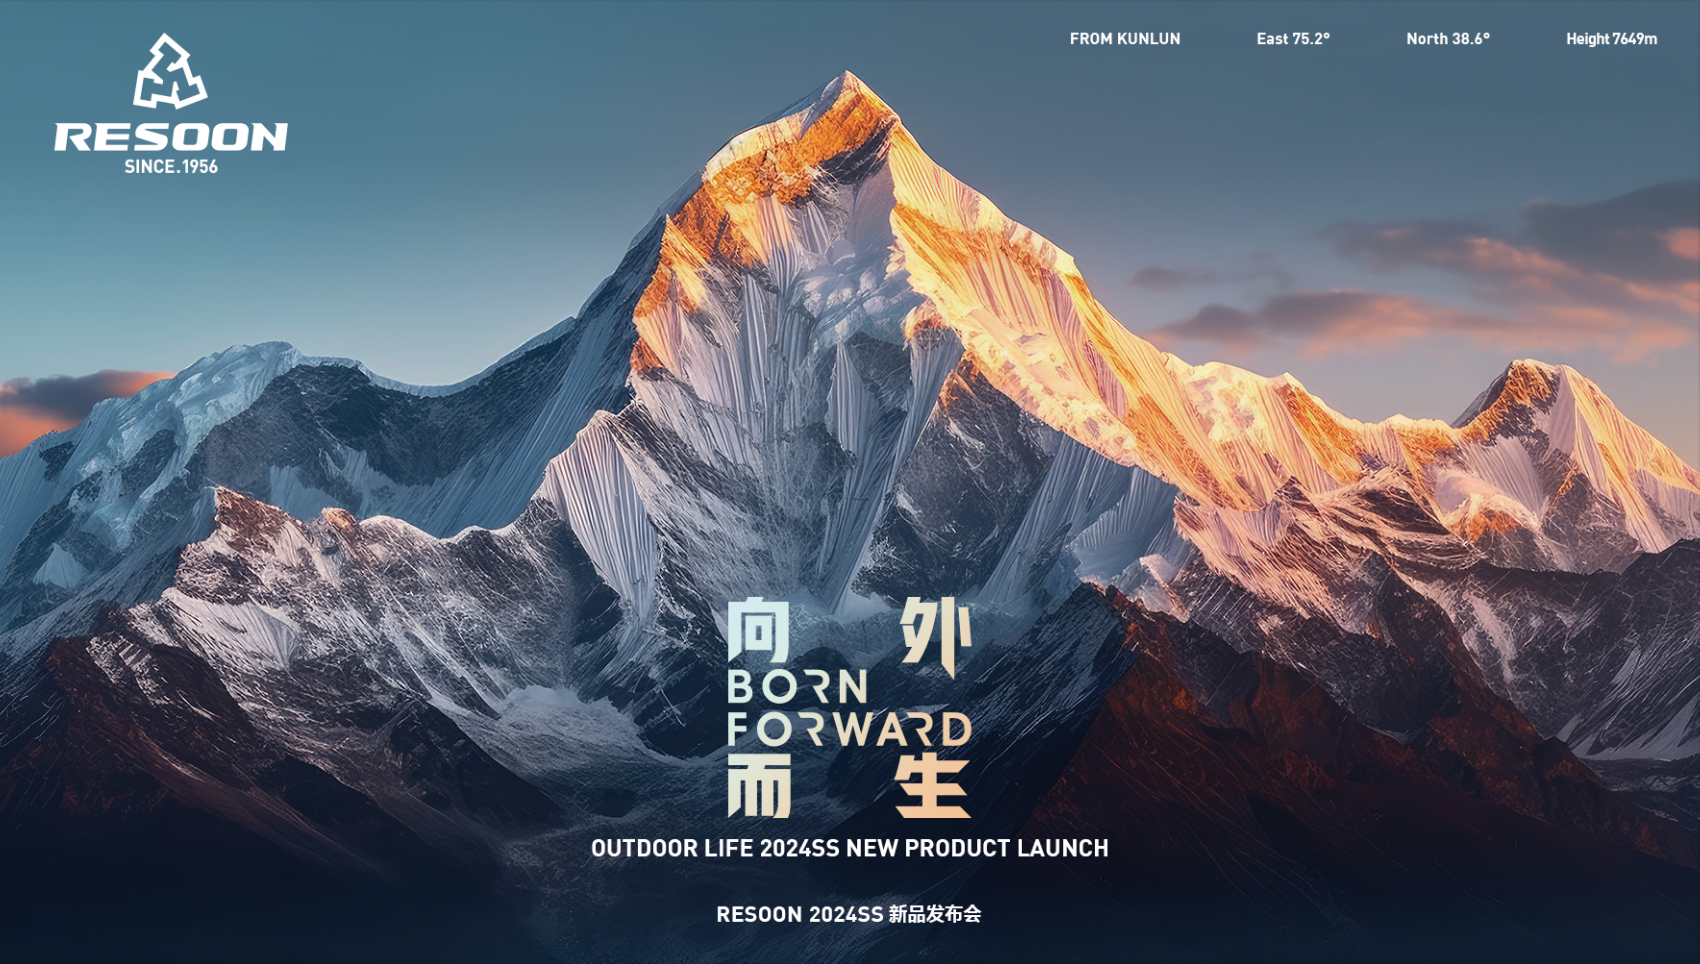 FROM KUNLUN East 75.2° North 38.6° Height 7649m
RESOON
SINCE.1956
向 外
BORN
FORWARD
而 生
OUTDOOR LIFE 2024SS NEW PRODUCT LAUNCH
RESOON 2024SS 新品发布会